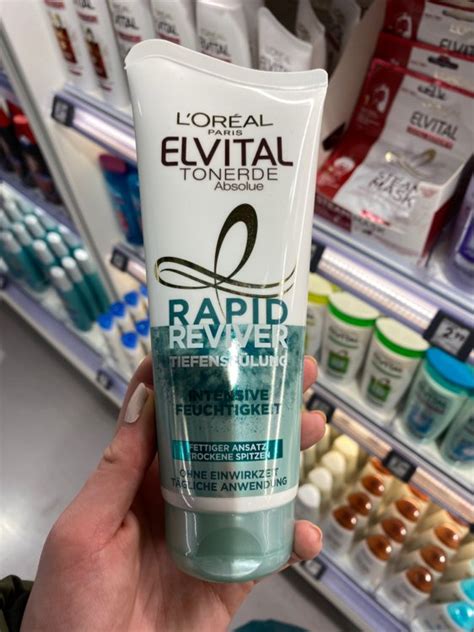 L'ORÉAL
PARIS
ELVITAL
TONERDE
Absolue
RAPID
REVIVER
TIEFENSPÜLUNG
INTENSIVE
FEUCHTIGKEIT
FETTIGER ANSATZ
TROCKENE SPITZEN
OHNE EINWIRKZEIT
TÄGLICHE ANWENDUNG
STEAM
MASK
ELVITAL
ELVITAL